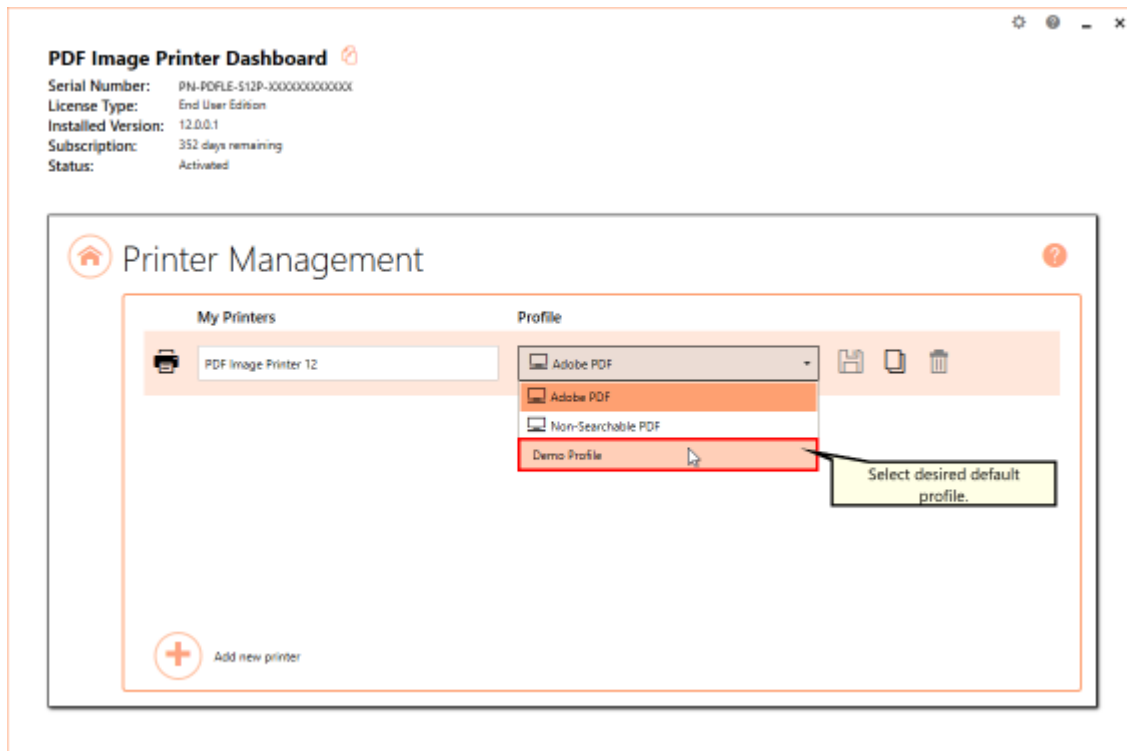 PDF Image Printer Dashboard
Serial Number: PN-PDFLE-S12P-XXXXXXXXXXXX
License Type: End User Edition
Installed Version: 12.0.0.1
Subscription: 352 days remaining
Status: Activated
Printer Management
My Printers Profile
PDF Image Printer 12 Adobe PDF
Adobe PDF
Non-Searchable PDF
Demo Profile
Select desired default
profile.
Add new printer